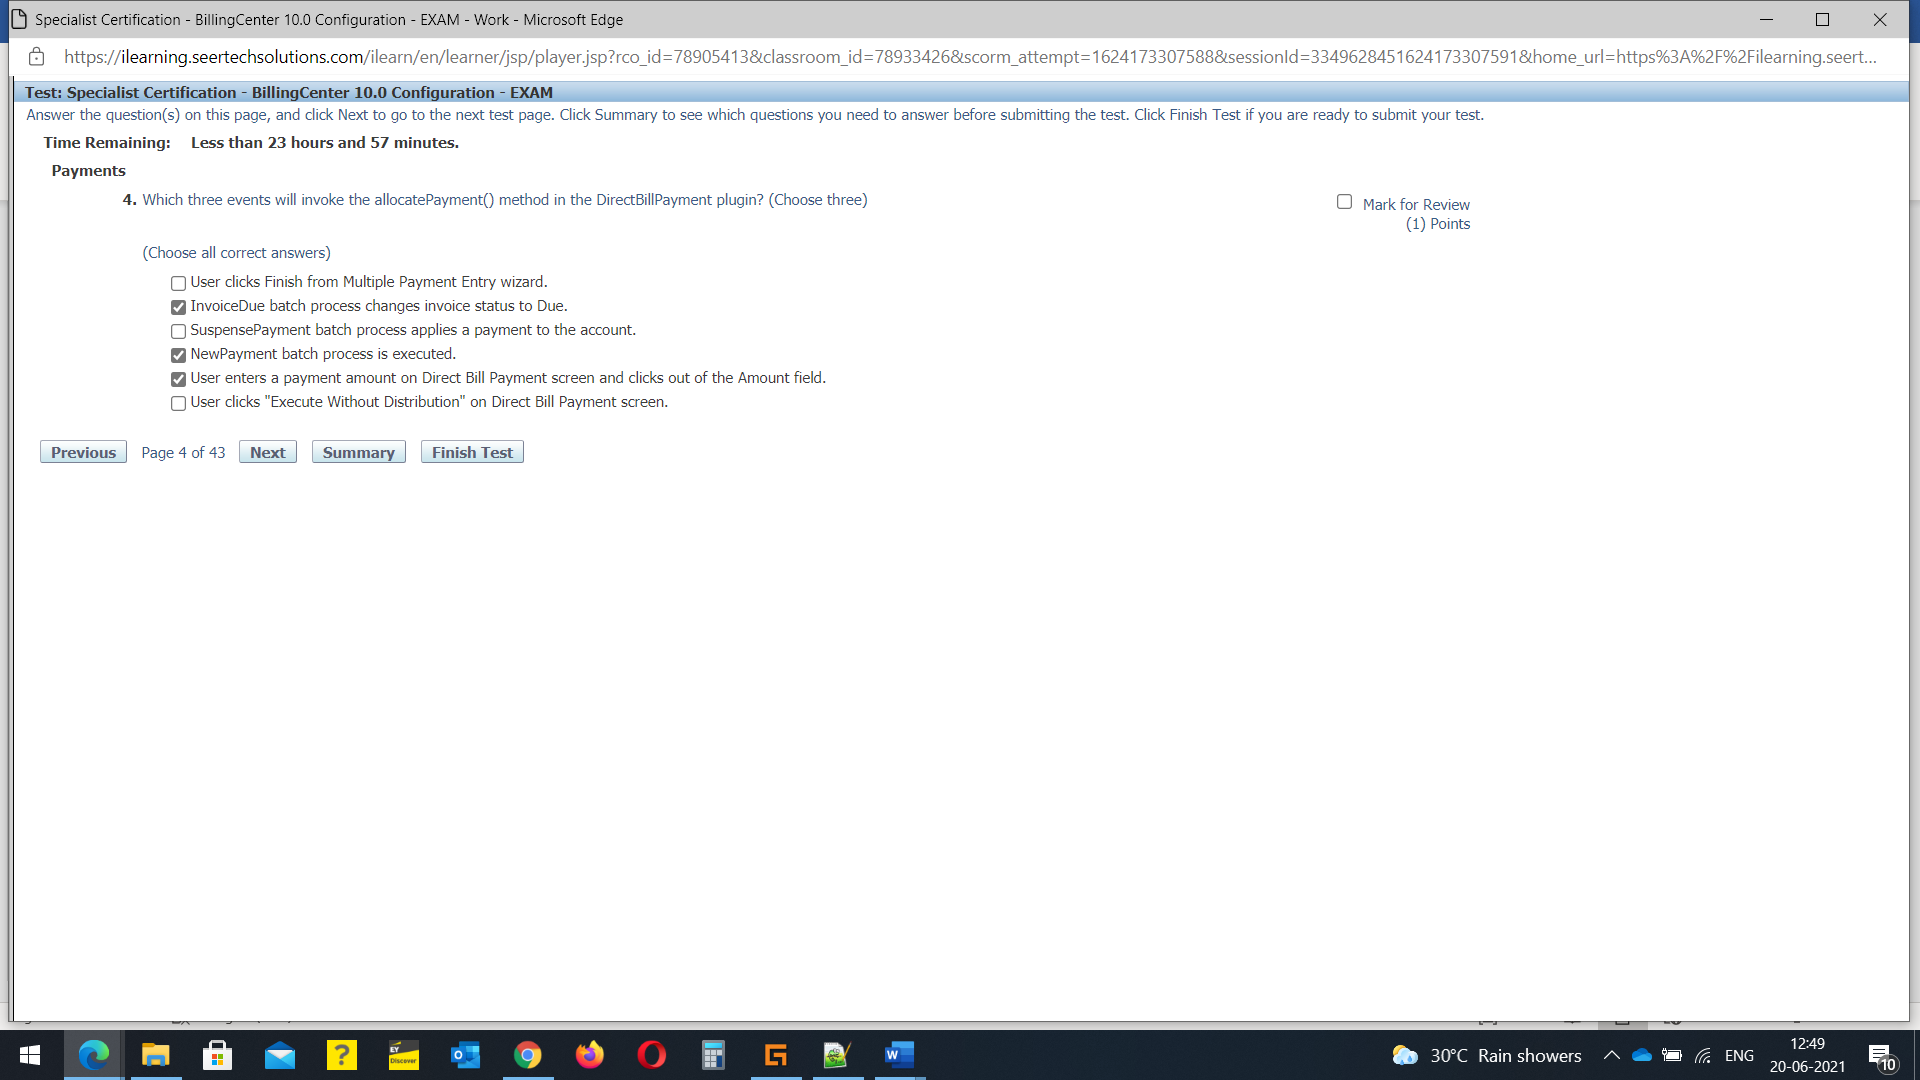 Specialist Certification - BillingCenter 10.0 Configuration - EXAM - Work - Microsoft Edge
https://ilearning.seertechsolutions.com/ilearn/en/learner/jsp/player.jsp?rco_id=78905413&classroom_id=78933426&scorm_attempt=1624173307588&sessionId=3349628451624173307591&home_url=https%3A%2F%2Filearning.seert...
Test: Specialist Certification - BillingCenter 10.0 Configuration - EXAM
Answer the question(s) on this page, and click Next to go to the next test page. Click Summary to see which questions you need to answer before submitting the test. Click Finish Test if you are ready to submit your test.
Time Remaining: Less than 23 hours and 57 minutes.
Payments
4. Which three events will invoke the allocatePayment() method in the DirectBillPayment plugin? (Choose three)
Mark for Review
(1) Points
(Choose all correct answers)
User clicks Finish from Multiple Payment Entry wizard.
InvoiceDue batch process changes invoice status to Due.
SuspensePayment batch process applies a payment to the account.
NewPayment batch process is executed.
User enters a payment amount on Direct Bill Payment screen and clicks out of the Amount field.
User clicks "Execute Without Distribution" on Direct Bill Payment screen.
Previous Page 4 of 43 Next Summary Finish Test
EY
Discover
30°C Rain showers
ENG
12:49
20-06-2021
10